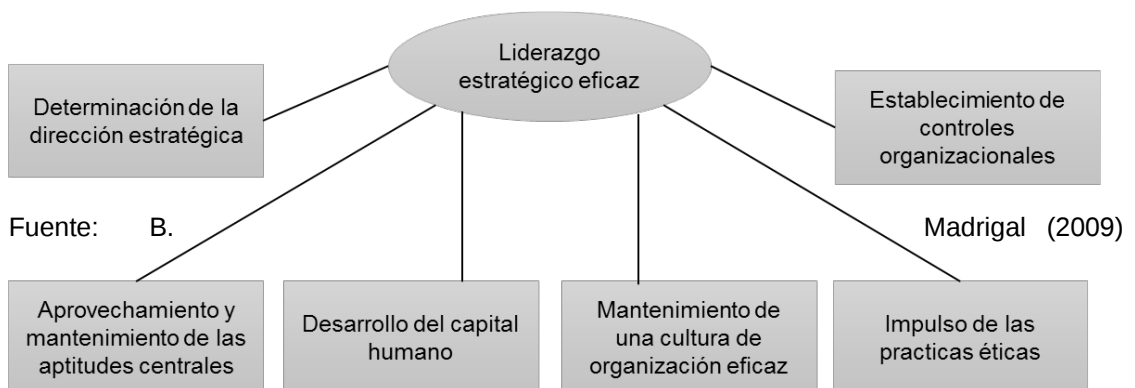 Liderazgo
estratégico eficaz
Determinación de la
dirección estratégica
Establecimiento de
controles
organizacionales
Fuente: B. Madrigal (2009)
Aprovechamiento y
mantenimiento de las
aptitudes centrales
Desarrollo del capital
humano
Mantenimiento de
una cultura de
organización eficaz
Impulso de las
practicas éticas